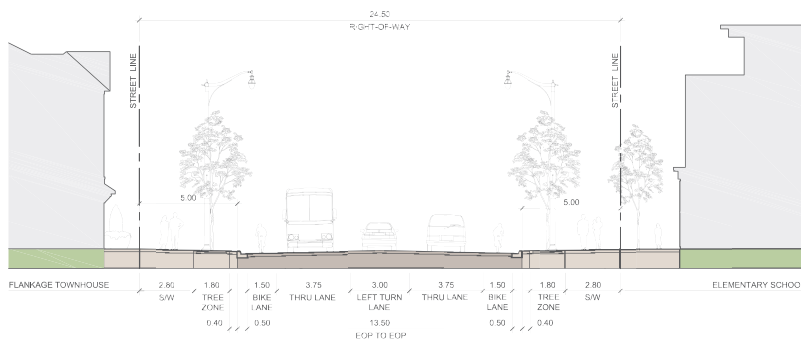 24.50
RIGHT-OF-WAY
STREET LINE
STREET LINE
5.00
5.00
FLANKAGE TOWNHOUSE
2.80
S/W
1.80
TREE
ZONE
0.40
1.50
BIKE
LANE
0.50
3.75
THRU LANE
3.00
LEFT TURN
LANE
13.50
EOP TO EOP
3.75
THRU LANE
1.50
BIKE
LANE
0.50
1.80
TREE
ZONE
0.40
2.80
S/W
ELEMENTARY SCHOO